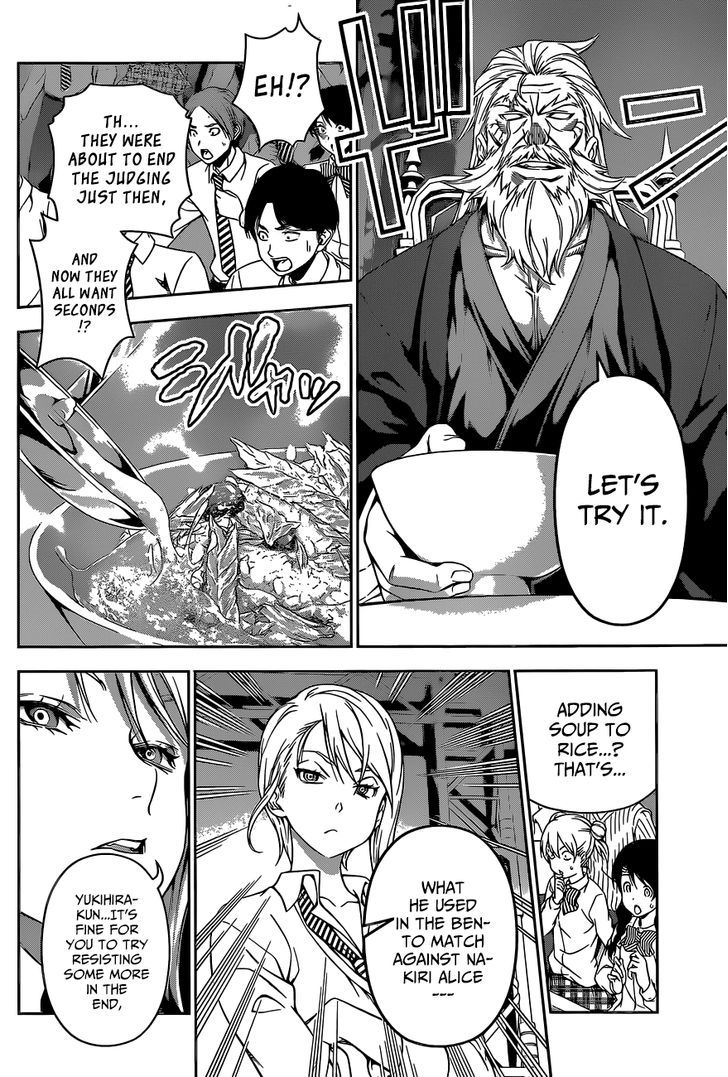 LET'S
TRY IT.
EH!?
TH...
THEY WERE
ABOUT TO END
THE JUDGING
JUST THEN,
AND
NOW THEY
ALL WANT
SECONDS
!?
ADDING
SOUP TO
RICE...?
THAT'S...
WHAT
HE USED
IN THE BEN-
TO MATCH
AGAINST NA-
KIRI ALICE
---
YUKIHIRA-
KUN...IT'S
FINE FOR
YOU TO TRY
RESISTING
SOME MORE
IN THE
END,